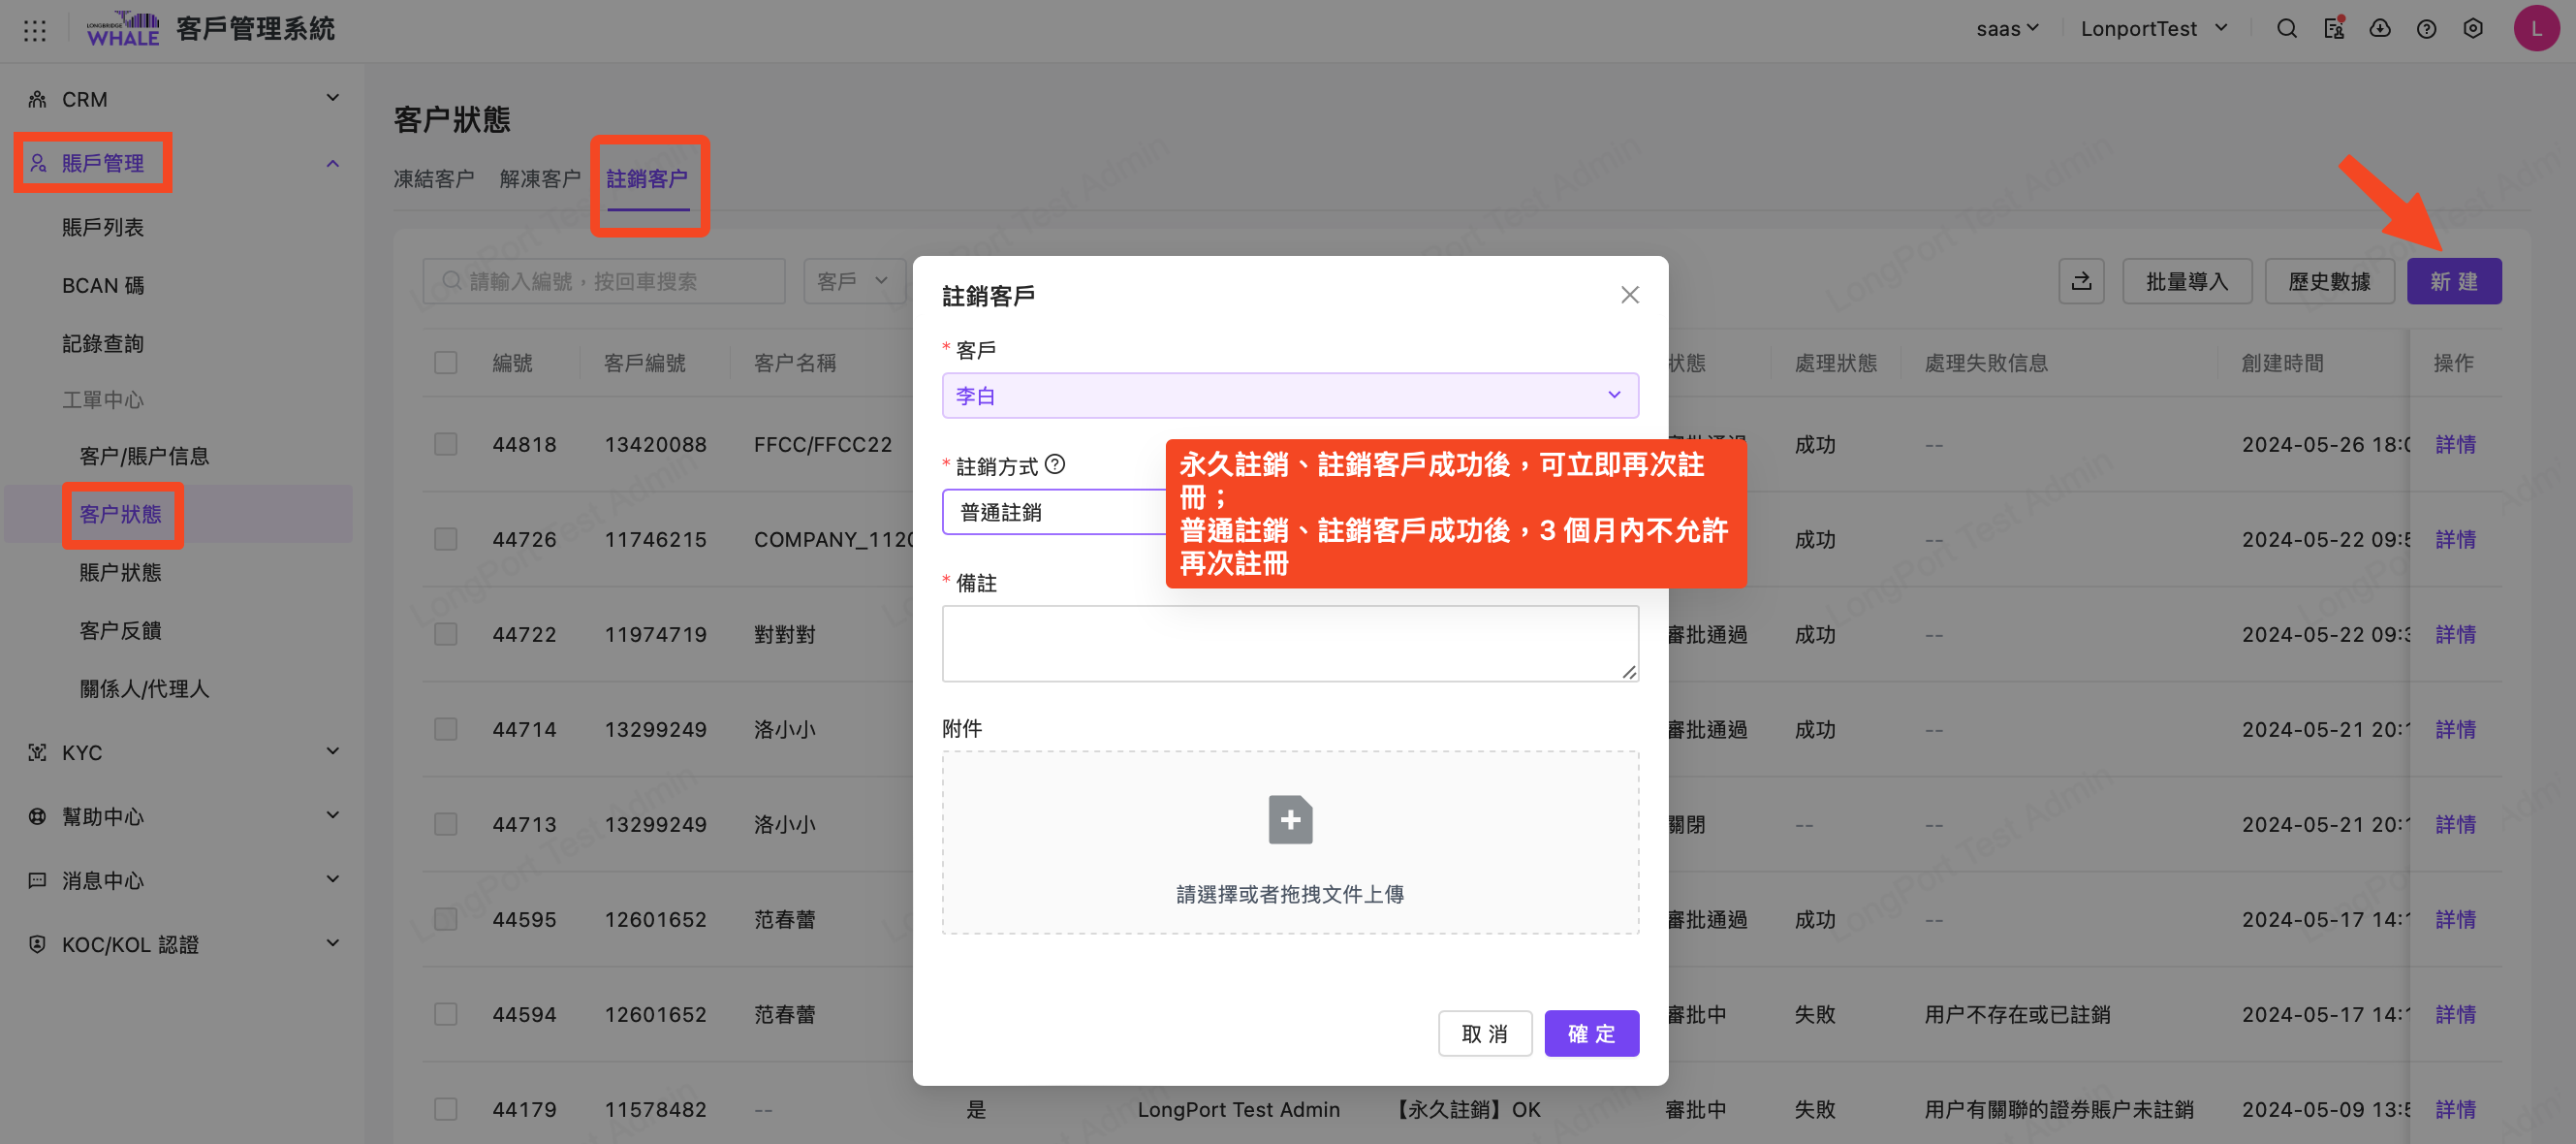 LONGBRIDGE
WHALE
客戶管理系統
saas
LonportTest
L
CRM
賬戶管理
賬戶列表
BCAN 碼
記錄查詢
工單中心
客户/賬户信息
客户狀態
賬戶狀態
客户反饋
關係人/代理人
KYC
幫助中心
消息中心
KOC/KOL 認證
客户狀態
凍結客户 解凍客户 註銷客户
請輸入編號，按回車搜索 客戶
批量導入 歷史數據 新 建
編號 客戶編號 客户名稱 狀態 處理狀態 處理失敗信息 創建時間 操作
44818 13420088 FFCC/FFCC22 成功 -- 2024-05-26 18:0 詳情
44726 11746215 COMPANY_1120 成功 -- 2024-05-22 09:5 詳情
44722 11974719 對對對 審批通過 成功 -- 2024-05-22 09:3 詳情
44714 13299249 洛小小 審批通過 成功 -- 2024-05-21 20:1 詳情
44713 13299249 洛小小 關閉 -- -- 2024-05-21 20:1 詳情
44595 12601652 范春蕾 審批通過 成功 -- 2024-05-17 14:1 詳情
44594 12601652 范春蕾 審批中 失敗 用户不存在或已註銷 2024-05-17 14:1 詳情
44179 11578482 -- 是 LongPort Test Admin 【永久註銷】OK 審批中 失敗 用户有關聯的證券賬户未註銷 2024-05-09 13:5 詳情
註銷客戶
* 客戶
李白
* 註銷方式
普通註銷
永久註銷、註銷客戶成功後，可立即再次註
冊；
普通註銷、註銷客戶成功後，3 個月內不允許
再次註冊
* 備註
附件
請選擇或者拖拽文件上傳
取 消 確 定
LongPort Test Admin